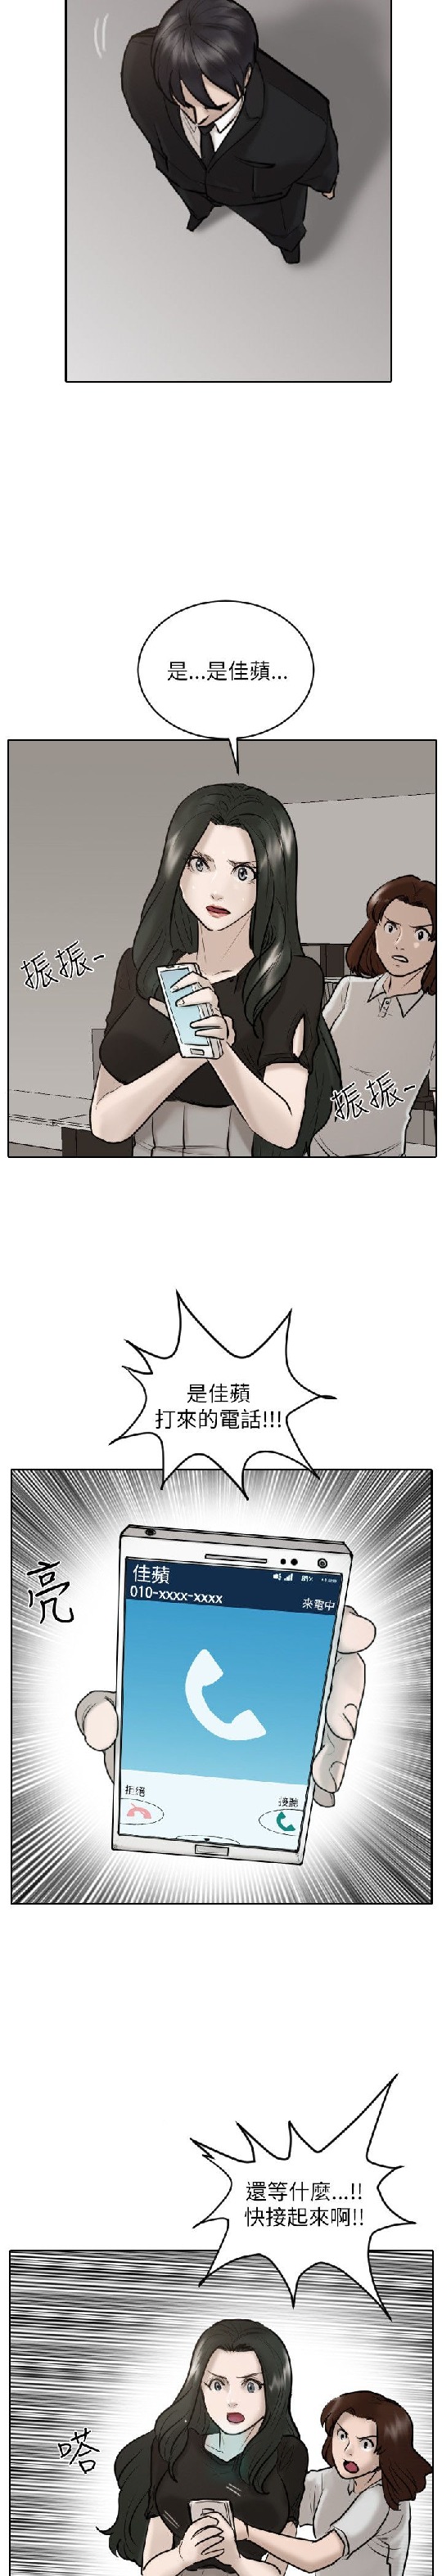 是...是佳蘋...
振振~
振振~
是佳蘋
打來的電話!!!
亮
佳蘋
010-xxxx-xxxx
來電中
拒絕
接聽
還等什麼...!!
快接起來啊!!
嗒